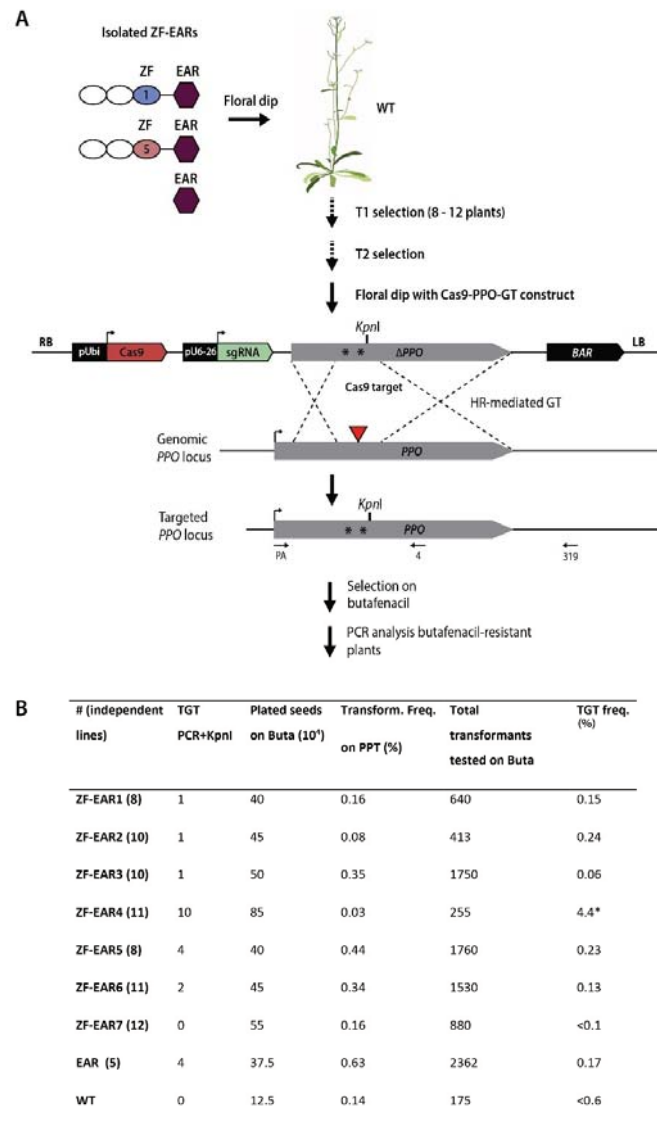 A
Isolated ZF-EARs
ZF EAR
1
ZF EAR
5
EAR
Floral dip
WT
T1 selection (8 - 12 plants)
T2 selection
Floral dip with Cas9-PPO-GT construct
KpnI
RB pUbi Cas9 pU6-26 sgRNA * * ΔPPO BAR LB
Cas9 target
HR-mediated GT
Genomic
PPO locus
PPO
KpnI
Targeted
PPO locus
* * PPO
PA 4 319
Selection on
butafenacil
PCR analysis butafenacil-resistant
plants
B
# (independent TGT Plated seeds Transform. Freq. Total TGT freq.
(%)
lines) PCR+KpnI on Buta (10⁴) on PPT (%) transformants
tested on Buta
ZF-EAR1 (8) 1 40 0.16 640 0.15
ZF-EAR2 (10) 1 45 0.08 413 0.24
ZF-EAR3 (10) 1 50 0.35 1750 0.06
ZF-EAR4 (11) 10 85 0.03 255 4.4*
ZF-EAR5 (8) 4 40 0.44 1760 0.23
ZF-EAR6 (11) 2 45 0.34 1530 0.13
ZF-EAR7 (12) 0 55 0.16 880 <0.1
EAR (5) 4 37.5 0.63 2362 0.17
WT 0 12.5 0.14 175 <0.6